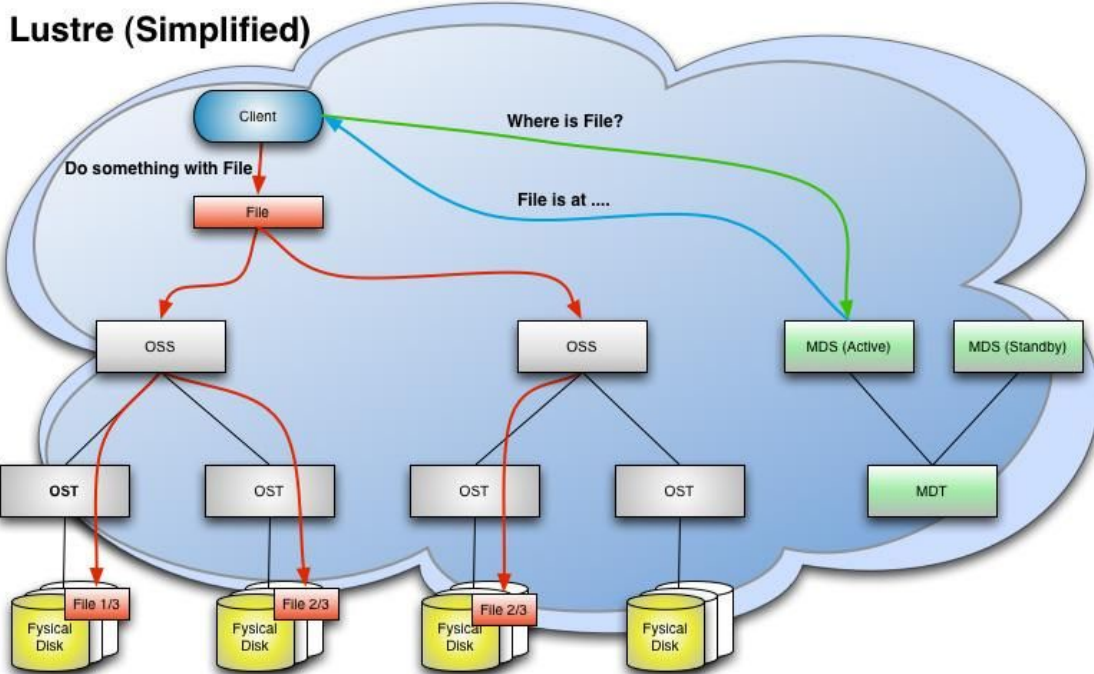 Lustre (Simplified)
Client
Where is File?
Do something with File
File is at ....
File
OSS
OSS
MDS (Active)
MDS (Standby)
OST
OST
OST
OST
MDT
File 1/3
File 2/3
File 2/3
Fysical
Disk
Fysical
Disk
Fysical
Disk
Fysical
Disk